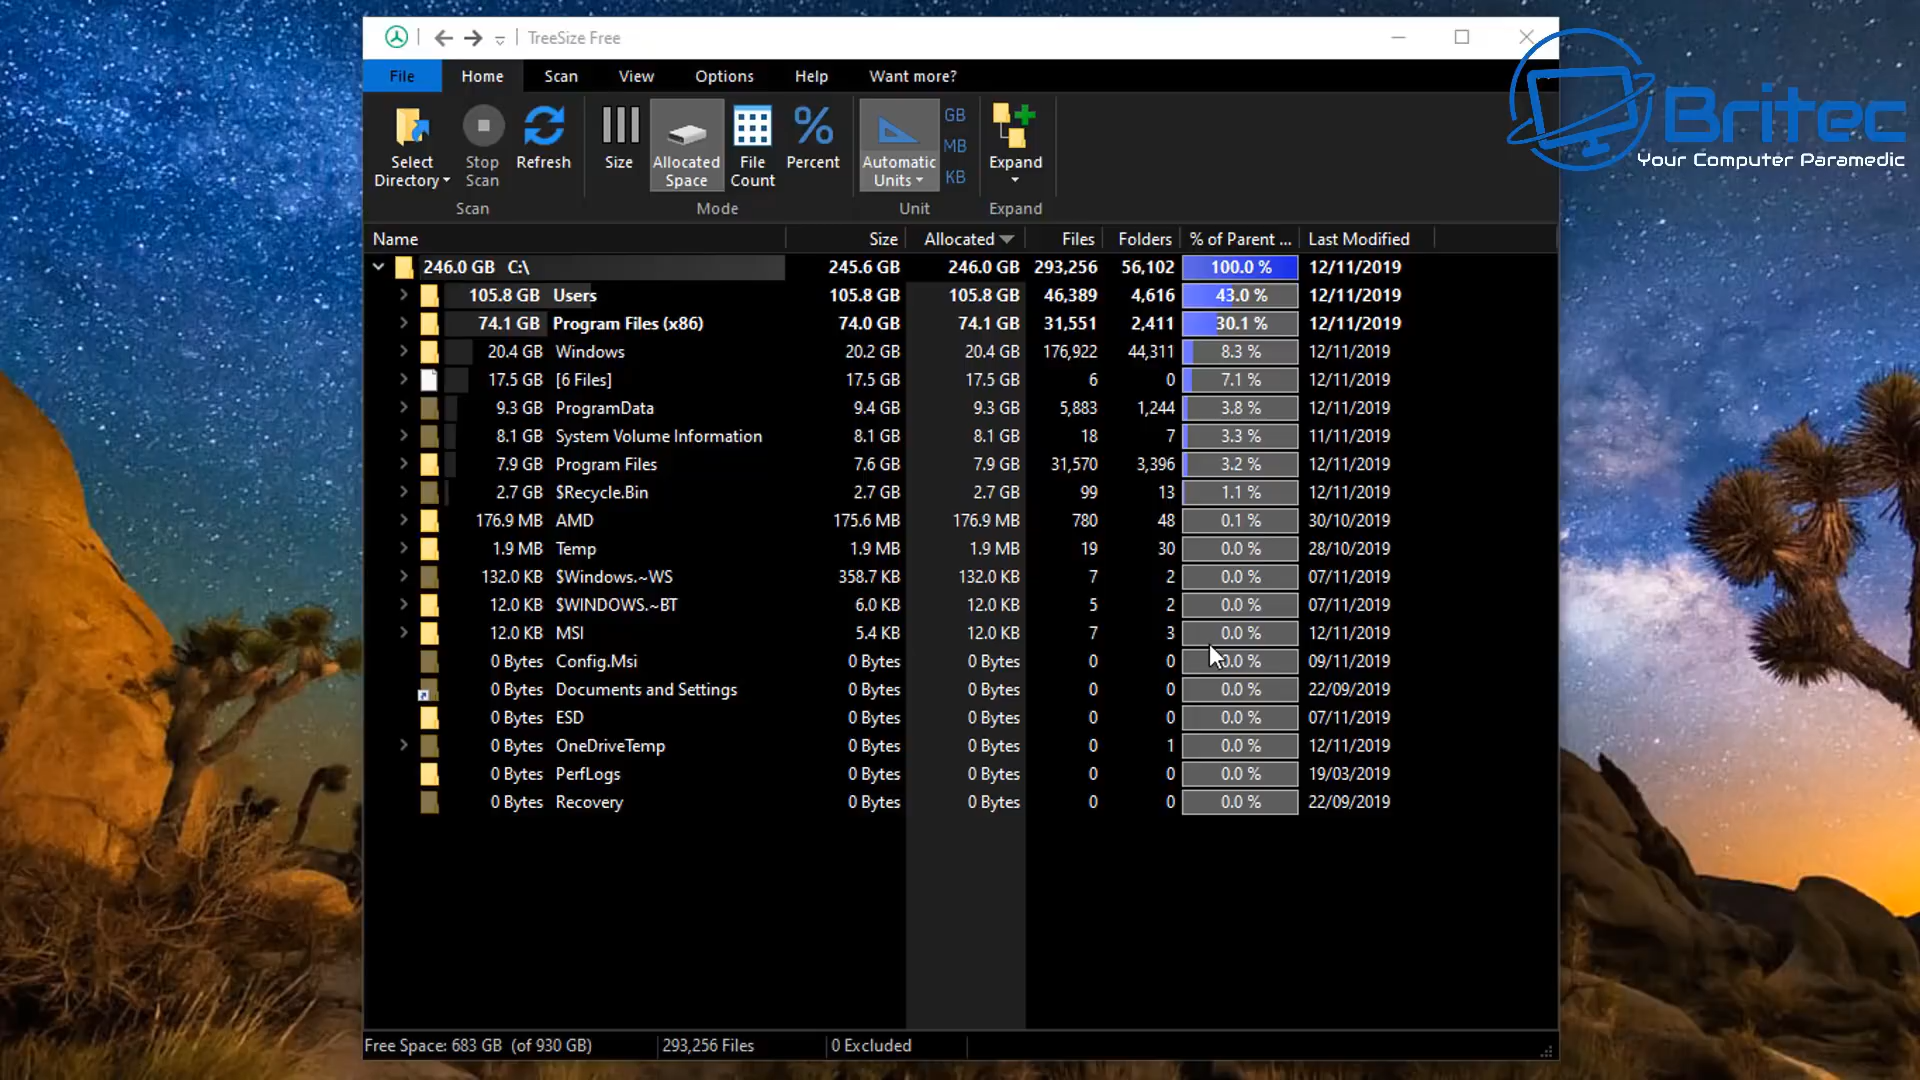 TreeSize Free
File Home Scan View Options Help Want more?
Select Directory
Stop Scan
Refresh
Size
Allocated Space
File Count
Percent
Automatic Units
GB
MB
KB
Expand
Scan Mode Unit Expand
Britec
Your Computer Paramedic
Name Size Allocated Files Folders % of Parent ... Last Modified
246.0 GB C:\ 245.6 GB 246.0 GB 293,256 56,102 100.0 % 12/11/2019
105.8 GB Users 105.8 GB 105.8 GB 46,389 4,616 43.0 % 12/11/2019
74.1 GB Program Files (x86) 74.0 GB 74.1 GB 31,551 2,411 30.1 % 12/11/2019
20.4 GB Windows 20.2 GB 20.4 GB 176,922 44,311 8.3 % 12/11/2019
17.5 GB [6 Files] 17.5 GB 17.5 GB 6 0 7.1 % 12/11/2019
9.3 GB ProgramData 9.4 GB 9.3 GB 5,883 1,244 3.8 % 12/11/2019
8.1 GB System Volume Information 8.1 GB 8.1 GB 18 7 3.3 % 11/11/2019
7.9 GB Program Files 7.6 GB 7.9 GB 31,570 3,396 3.2 % 12/11/2019
2.7 GB $Recycle.Bin 2.7 GB 2.7 GB 99 13 1.1 % 12/11/2019
176.9 MB AMD 175.6 MB 176.9 MB 780 48 0.1 % 30/10/2019
1.9 MB Temp 1.9 MB 1.9 MB 19 30 0.0 % 28/10/2019
132.0 KB $Windows.~WS 358.7 KB 132.0 KB 7 2 0.0 % 07/11/2019
12.0 KB $WINDOWS.~BT 6.0 KB 12.0 KB 5 2 0.0 % 07/11/2019
12.0 KB MSI 5.4 KB 12.0 KB 7 3 0.0 % 12/11/2019
0 Bytes Config.Msi 0 Bytes 0 Bytes 0 0 0.0 % 09/11/2019
0 Bytes Documents and Settings 0 Bytes 0 Bytes 0 0 0.0 % 22/09/2019
0 Bytes ESD 0 Bytes 0 Bytes 0 0 0.0 % 07/11/2019
0 Bytes OneDriveTemp 0 Bytes 0 Bytes 0 1 0.0 % 12/11/2019
0 Bytes PerfLogs 0 Bytes 0 Bytes 0 0 0.0 % 19/03/2019
0 Bytes Recovery 0 Bytes 0 Bytes 0 0 0.0 % 22/09/2019
Free Space: 683 GB (of 930 GB) 293,256 Files 0 Excluded